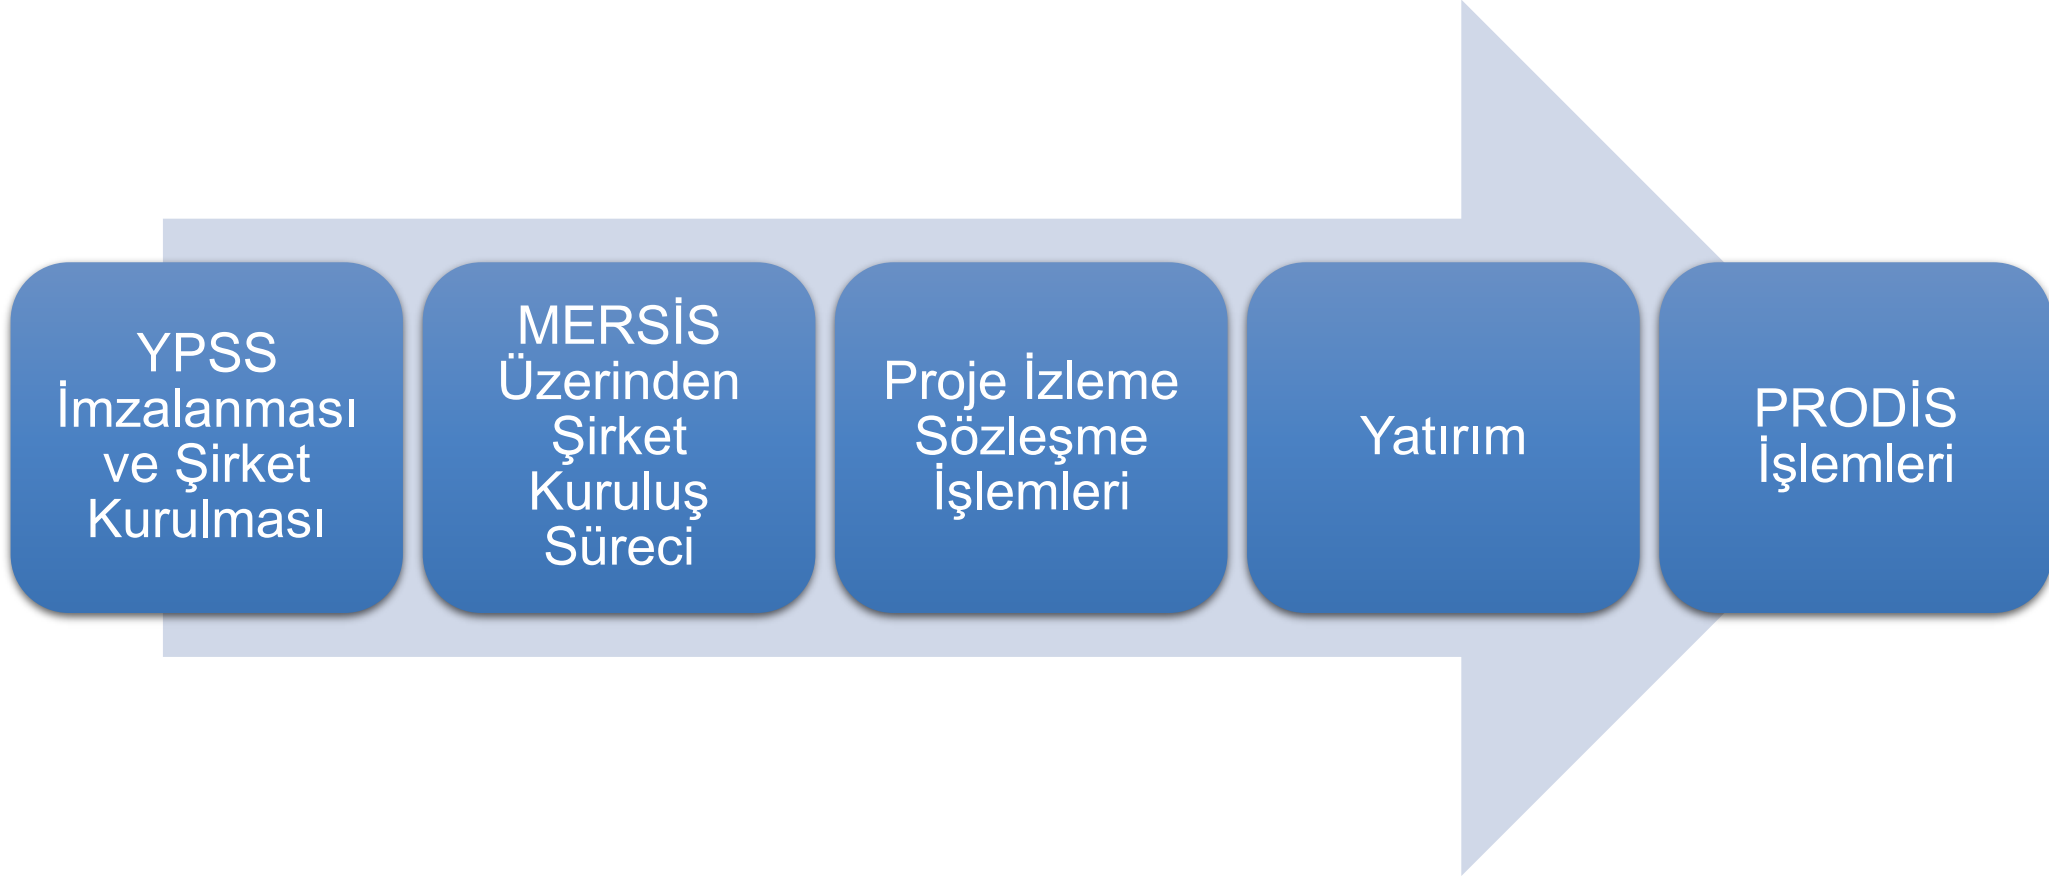 YPSS
İmzalanması
ve Şirket
Kurulması
MERSİS
Üzerinden
Şirket
Kuruluş
Süreci
Proje İzleme
Sözleşme
İşlemleri
Yatırım
PRODİS
İşlemleri